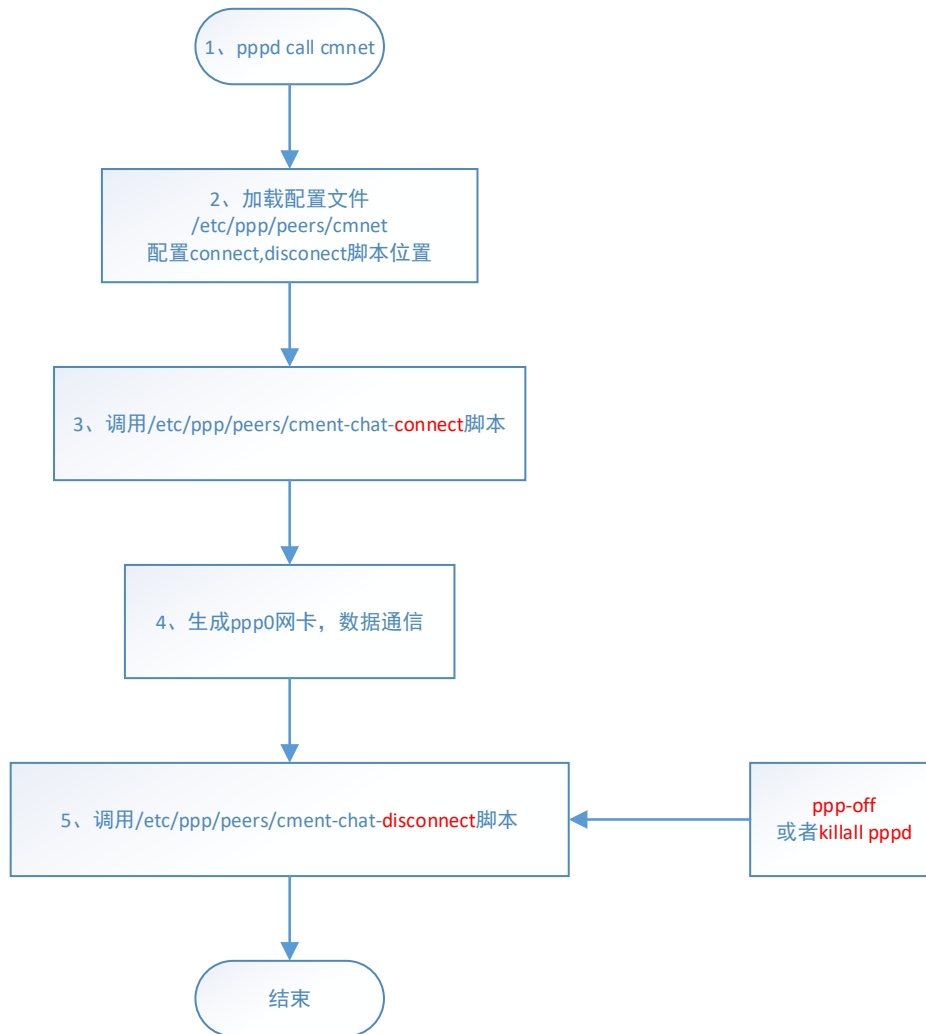 1、pppd call cmnet
2、加载配置文件
/etc/ppp/peers/cmnet
配置connect,disconect脚本位置
3、调用/etc/ppp/peers/cment-chat-connect脚本
4、生成ppp0网卡，数据通信
5、调用/etc/ppp/peers/cment-chat-disconnect脚本
ppp-off
或者killall pppd
结束